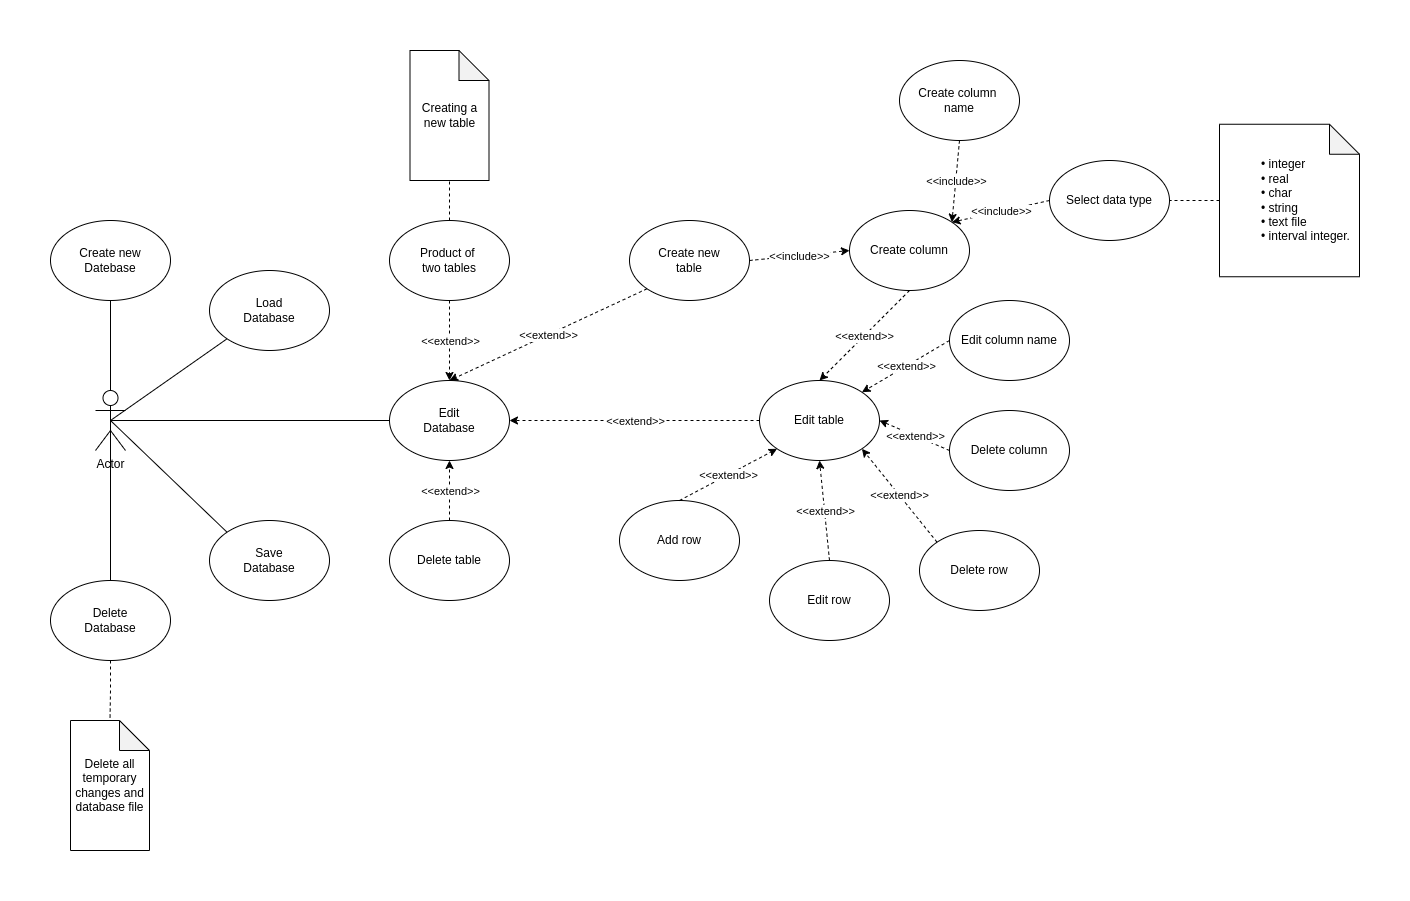 Creating a
new table
Create column
name
• integer
• real
• char
• string
• text file
• interval integer.
<<include>>
Select data type
<<include>>
Create new
Datebase
Product of
two tables
Create new
table
<<include>>
Create column
Load
Database
<<extend>>
<<extend>>
<<extend>>
Edit column name
<<extend>>
Edit
Database
<<extend>>
Edit table
<<extend>>
Delete column
Actor
<<extend>>
<<extend>>
<<extend>>
<<extend>>
Save
Database
Delete table
Add row
Edit row
Delete row
Delete
Database
Delete all
temporary
changes and
database file